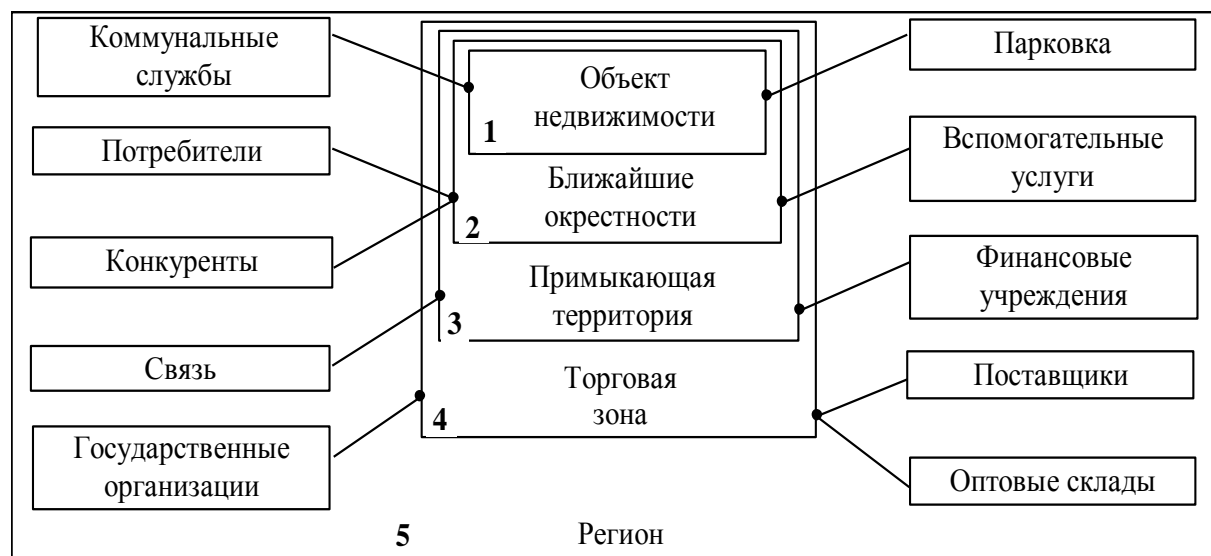 Коммунальные
службы
Потребители
Конкуренты
Связь
Государственные
организации
Объект
недвижимости
1
Ближайшие
окрестности
2
Примыкающая
территория
3
Торговая
зона
4
5 Регион
Парковка
Вспомогательные
услуги
Финансовые
учреждения
Поставщики
Оптовые склады